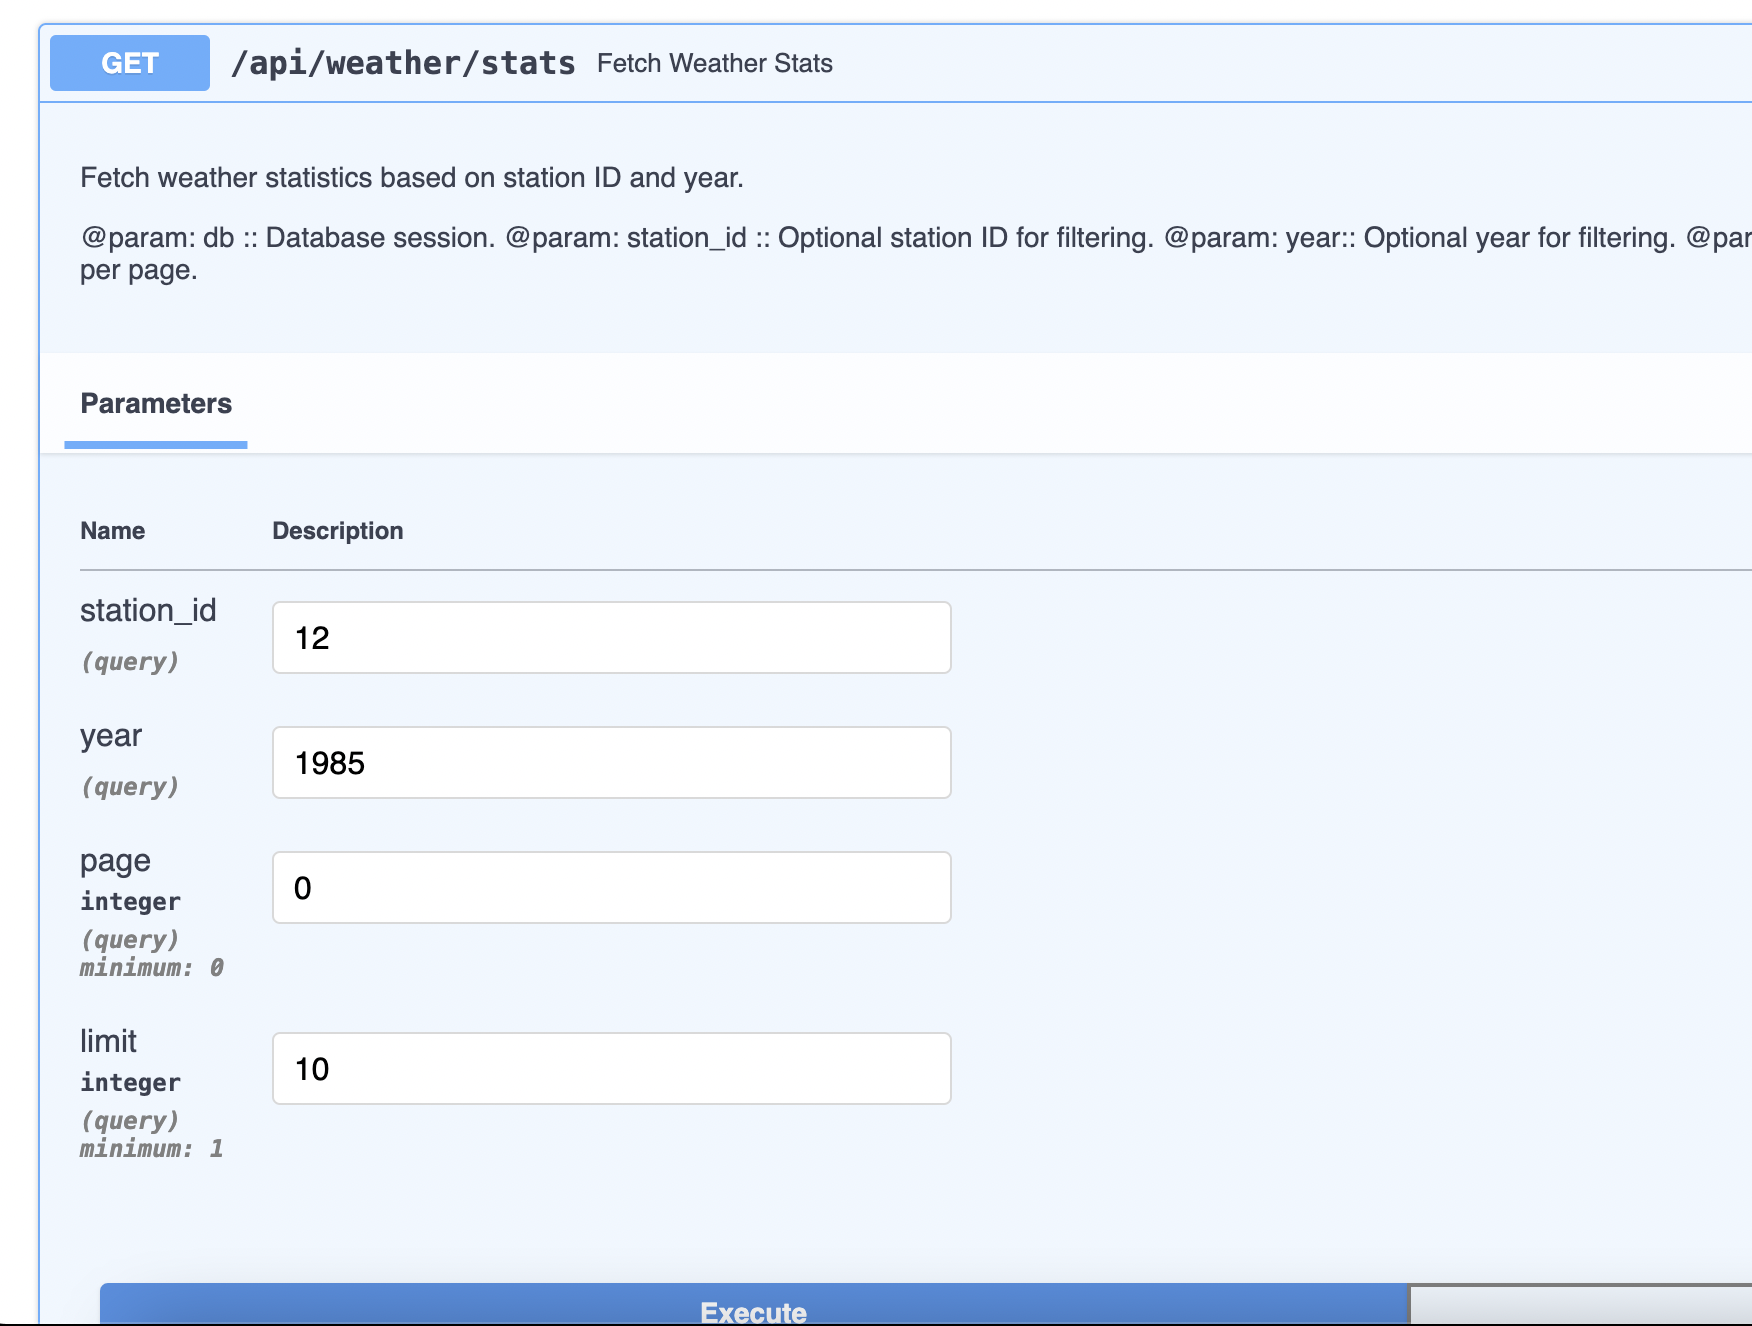 GET /api/weather/stats Fetch Weather Stats
Fetch weather statistics based on station ID and year.
@param: db :: Database session. @param: station_id :: Optional station ID for filtering. @param: year:: Optional year for filtering. @par
per page.
Parameters
Name Description
station_id
12
(query)
year
1985
(query)
page
0
integer
(query)
minimum: 0
limit
10
integer
(query)
minimum: 1
Execute